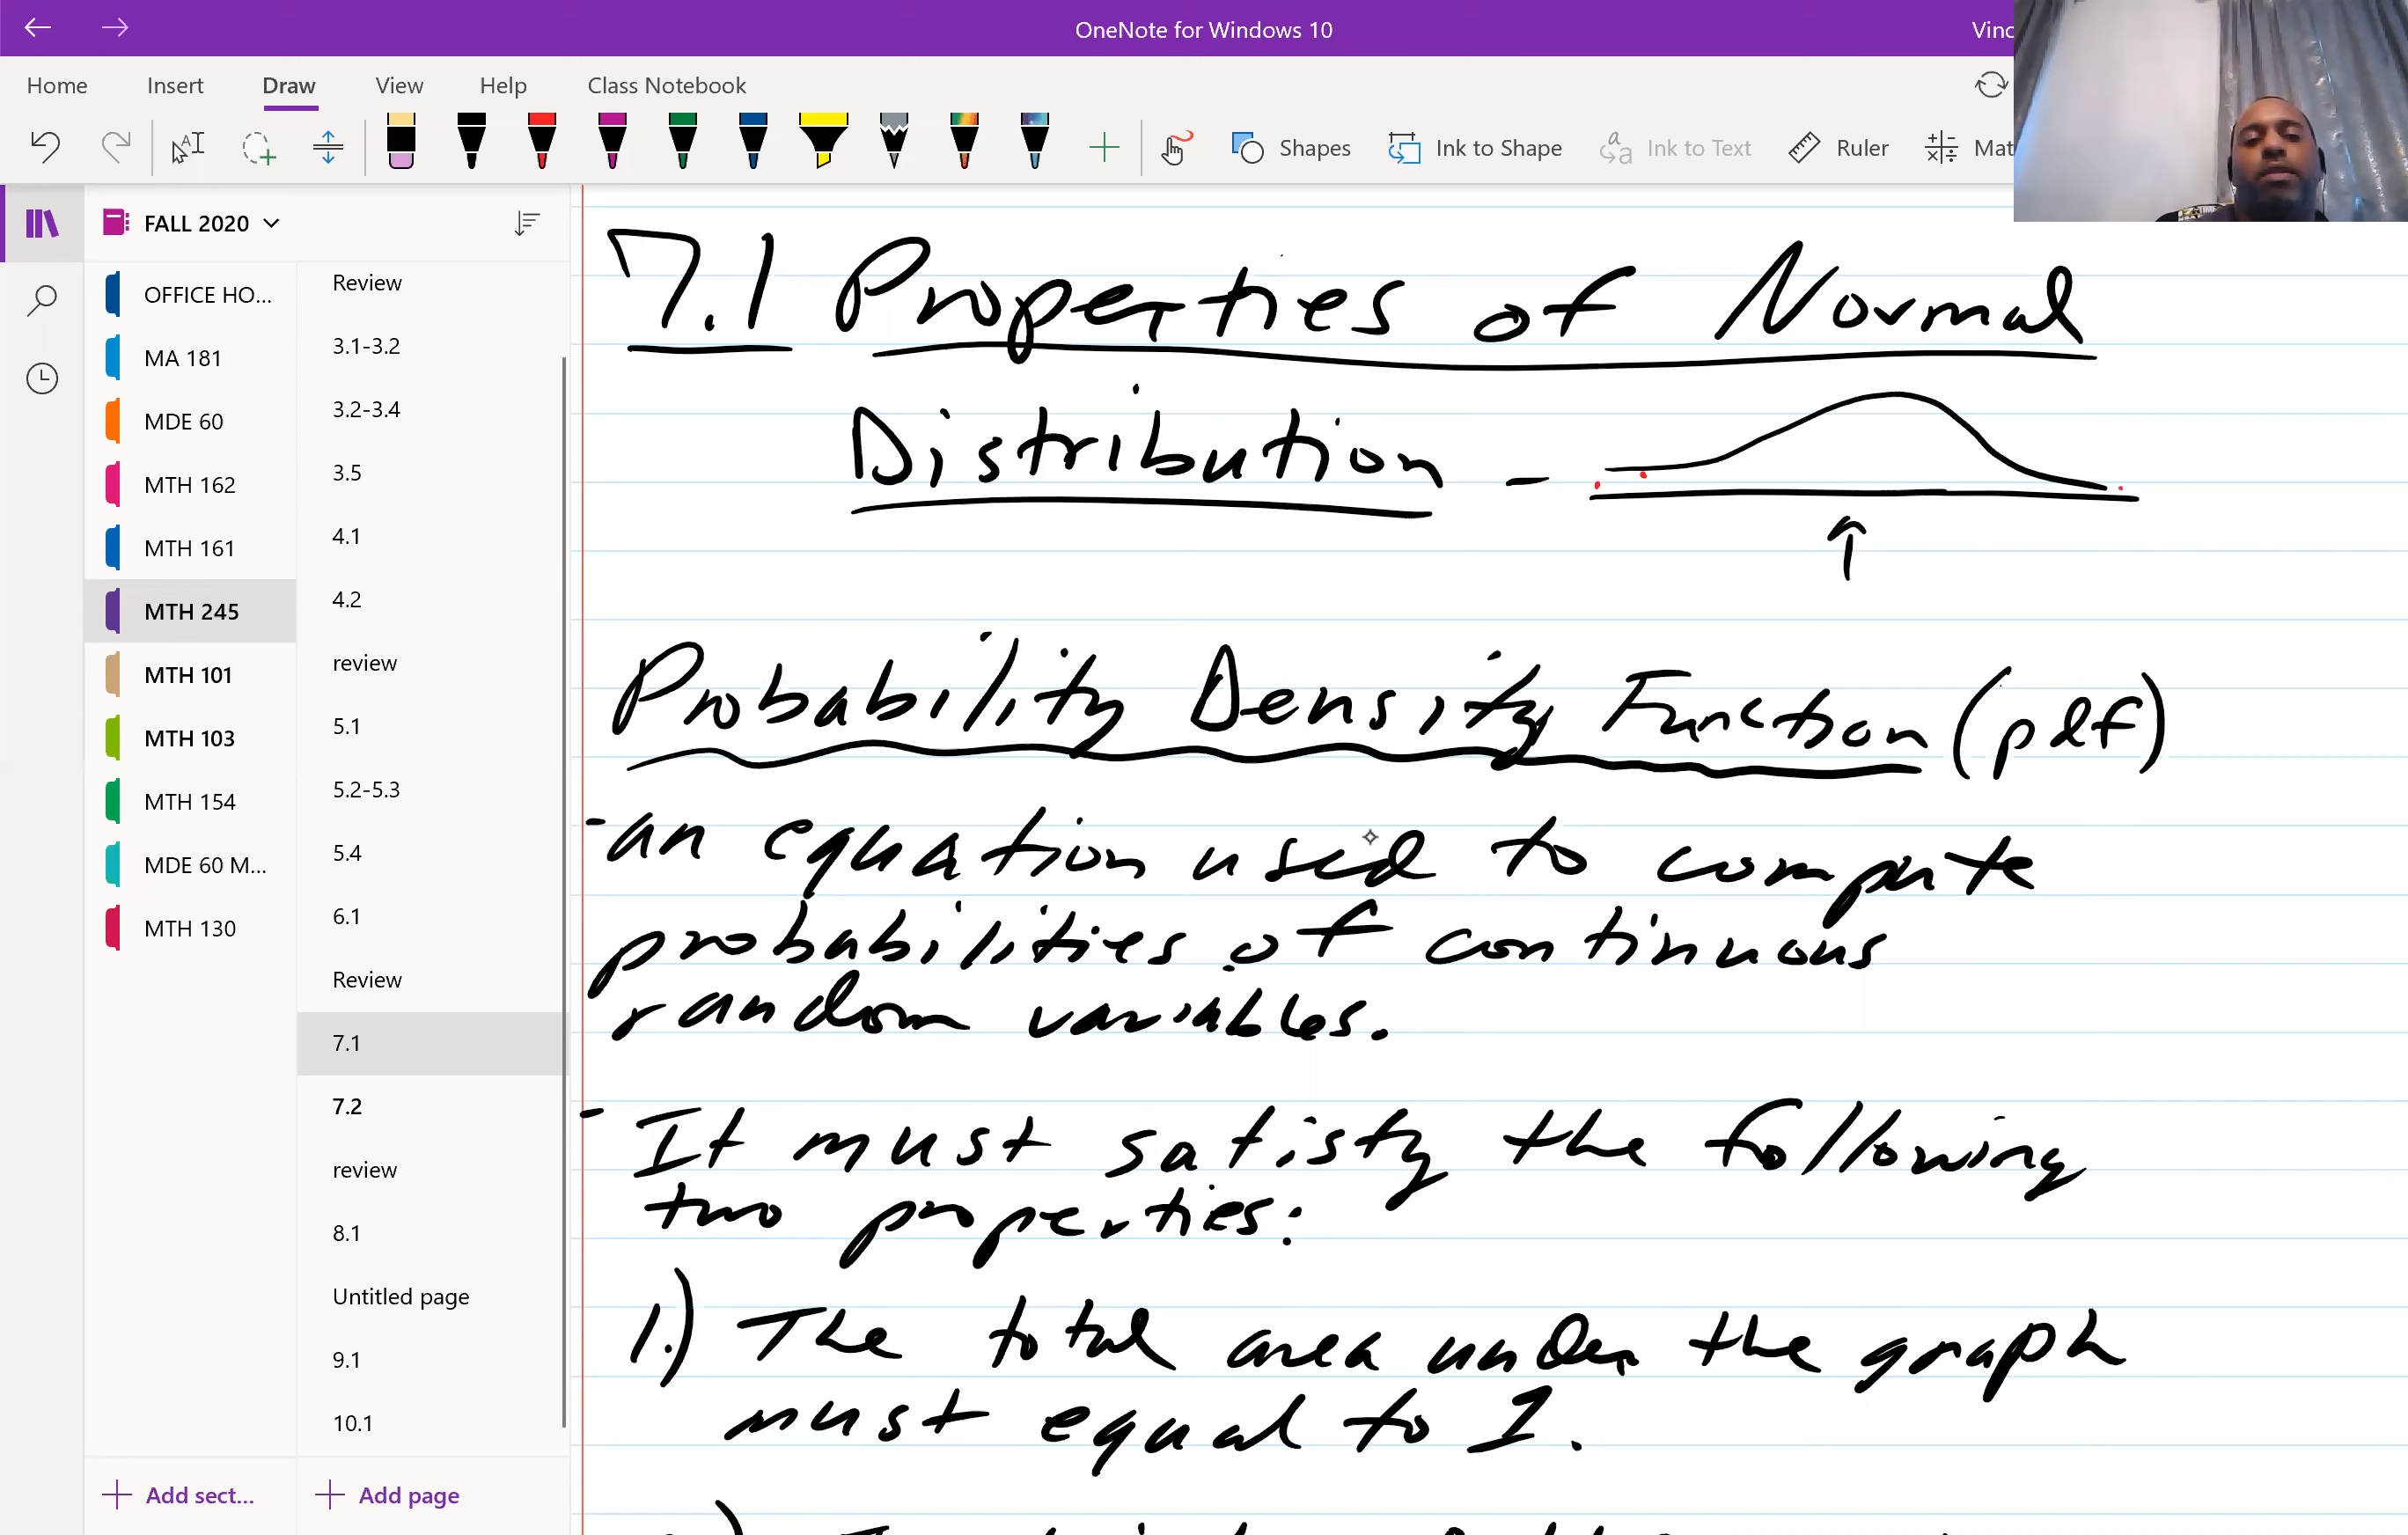 OneNote for Windows 10
Vinc
Home Insert Draw View Help Class Notebook
Shapes Ink to Shape Ink to Text Ruler Mat
FALL 2020
OFFICE HO...
MA 181
MDE 60
MTH 162
MTH 161
MTH 245
MTH 101
MTH 103
MTH 154
MDE 60 M...
MTH 130
Add sect...
Review
3.1-3.2
3.2-3.4
3.5
4.1
4.2
review
5.1
5.2-5.3
5.4
6.1
Review
7.1
7.2
review
8.1
Untitled page
9.1
10.1
Add page
7.1 Properties of Normal
Distribution -
Probability Density Function (pdf)
-an equation used to compute
probabilities of continuous
random variables.
- It must satisfy the following
two properties:
1.) The total area under the graph
must equal to 1.